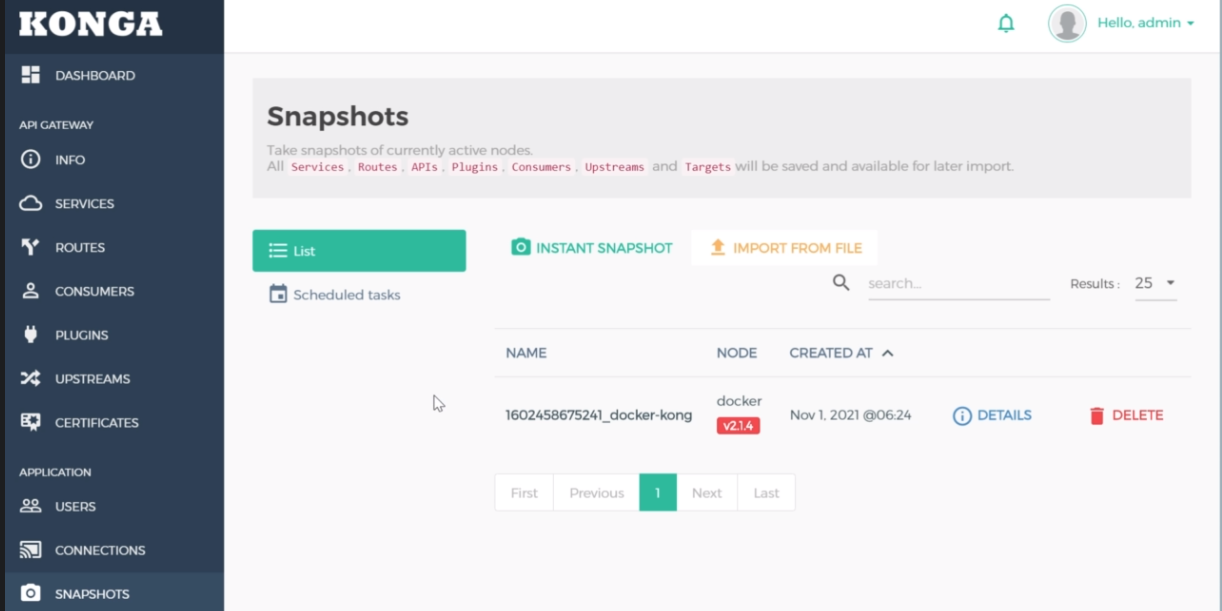 KONGA
Hello, admin
DASHBOARD
API GATEWAY
INFO
SERVICES
ROUTES
CONSUMERS
PLUGINS
UPSTREAMS
CERTIFICATES
APPLICATION
USERS
CONNECTIONS
SNAPSHOTS
Snapshots
Take snapshots of currently active nodes.
All Services, Routes, APIs, Plugins, Consumers, Upstreams and Targets will be saved and available for later import.
List
Scheduled tasks
INSTANT SNAPSHOT IMPORT FROM FILE
search... Results : 25
NAME NODE CREATED AT
1602458675241_docker-kong docker v2.1.4 Nov 1, 2021 @06:24 DETAILS DELETE
First Previous 1 Next Last